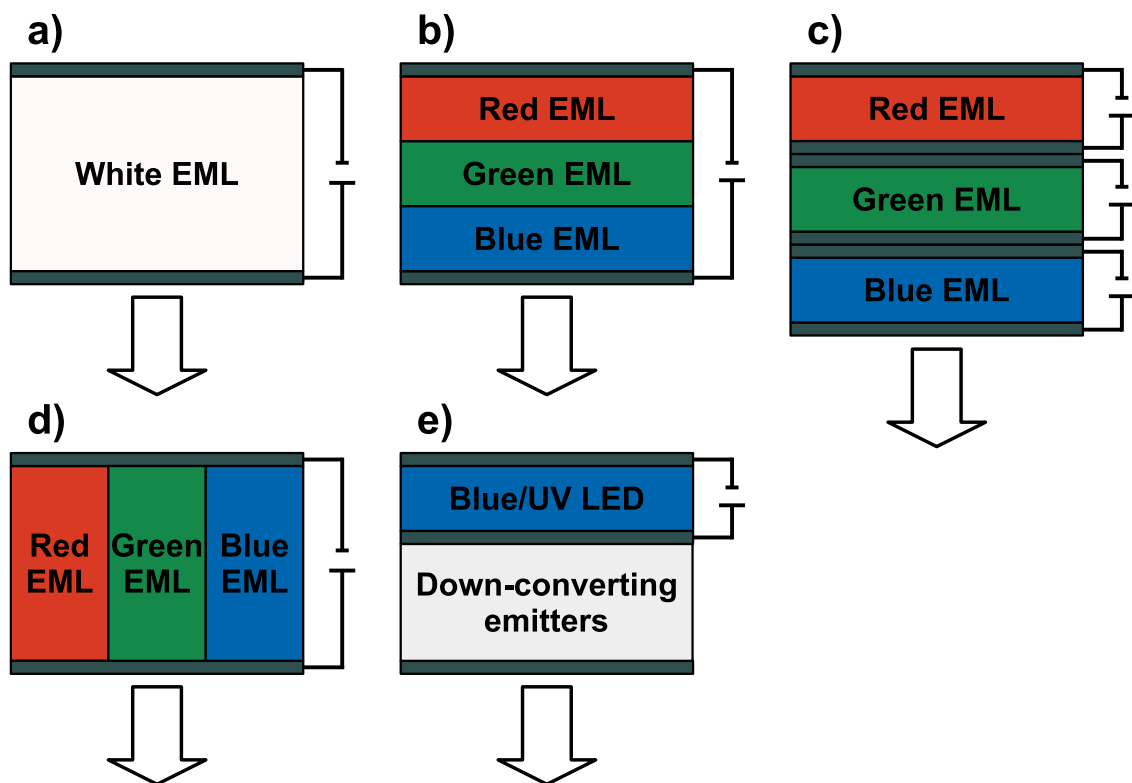 a)
White EML
b)
Red EML
Green EML
Blue EML
c)
Red EML
Green EML
Blue EML
d)
Red
EML
Green
EML
Blue
EML
e)
Blue/UV LED
Down-converting
emitters